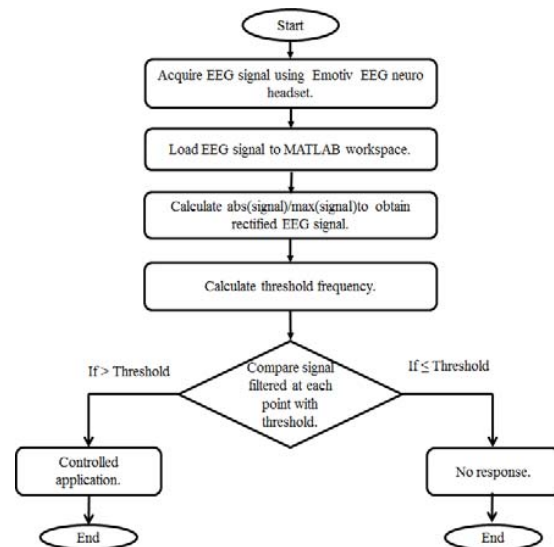 Start
Acquire EEG signal using Emotiv EEG neuro
headset.
Load EEG signal to MATLAB workspace.
Calculate abs(signal)/max(signal)to obtain
rectified EEG signal.
Calculate threshold frequency.
If > Threshold
Compare signal
filtered at each
point with
threshold.
If ≤ Threshold
Controlled
application.
No response.
End
End